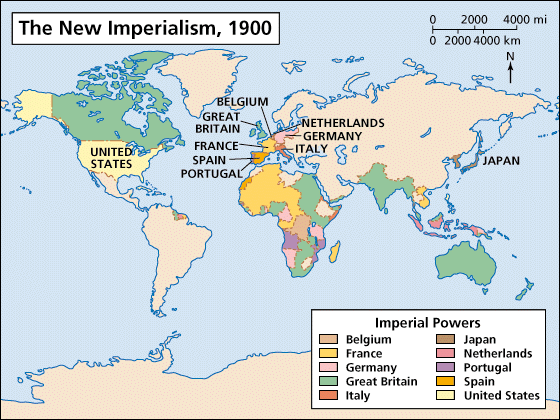 The New Imperialism, 1900
0 2000 4000 mi
0 2000 4000 km
N
BELGIUM
GREAT
BRITAIN
NETHERLANDS
GERMANY
FRANCE
ITALY
SPAIN
PORTUGAL
UNITED
STATES
JAPAN
Imperial Powers
Belgium
France
Germany
Great Britain
Italy
Japan
Netherlands
Portugal
Spain
United States